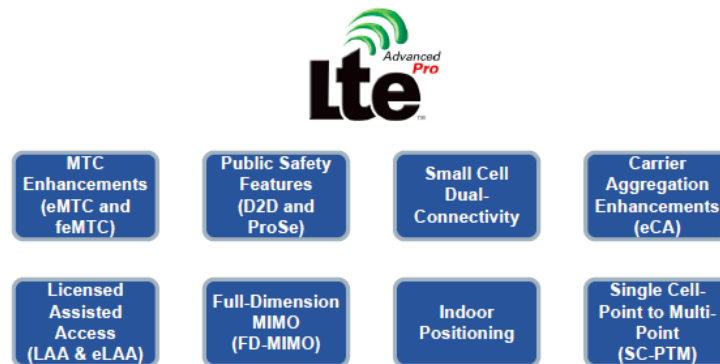 Advanced
Pro
Lte
TM
MTC
Enhancements
(eMTC and
feMTC)
Public Safety
Features
(D2D and
ProSe)
Small Cell
Dual-
Connectivity
Carrier
Aggregation
Enhancements
(eCA)
Licensed
Assisted
Access
(LAA & eLAA)
Full-Dimension
MIMO
(FD-MIMO)
Indoor
Positioning
Single Cell-
Point to Multi-
Point
(SC-PTM)